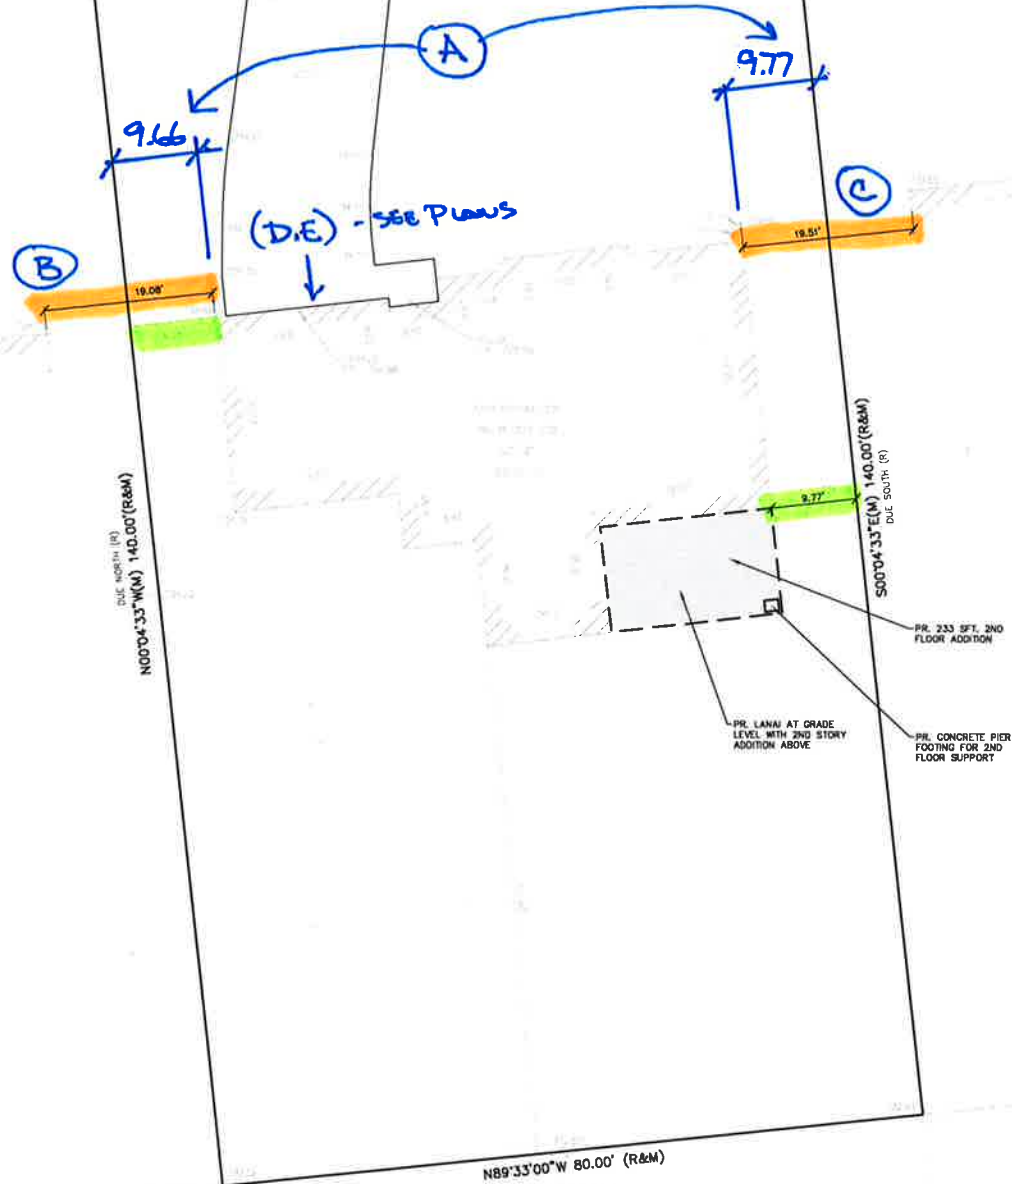 A
9.77
9.66
C
(D.E.) - SEE PLANS
19.51'
B
19.08'
9.77'
DUE NORTH (R)
N00°04'33"W(M) 140.00'(R&M)
S00°04'33"E(M) 140.00'(R&M)
DUE SOUTH (R)
PR. 233 SFT. 2ND
FLOOR ADDITION
PR. LANAI AT GRADE
LEVEL WITH 2ND STORY
ADDITION ABOVE
PR. CONCRETE PIER
FOOTING FOR 2ND
FLOOR SUPPORT
N89°33'00"W 80.00' (R&M)